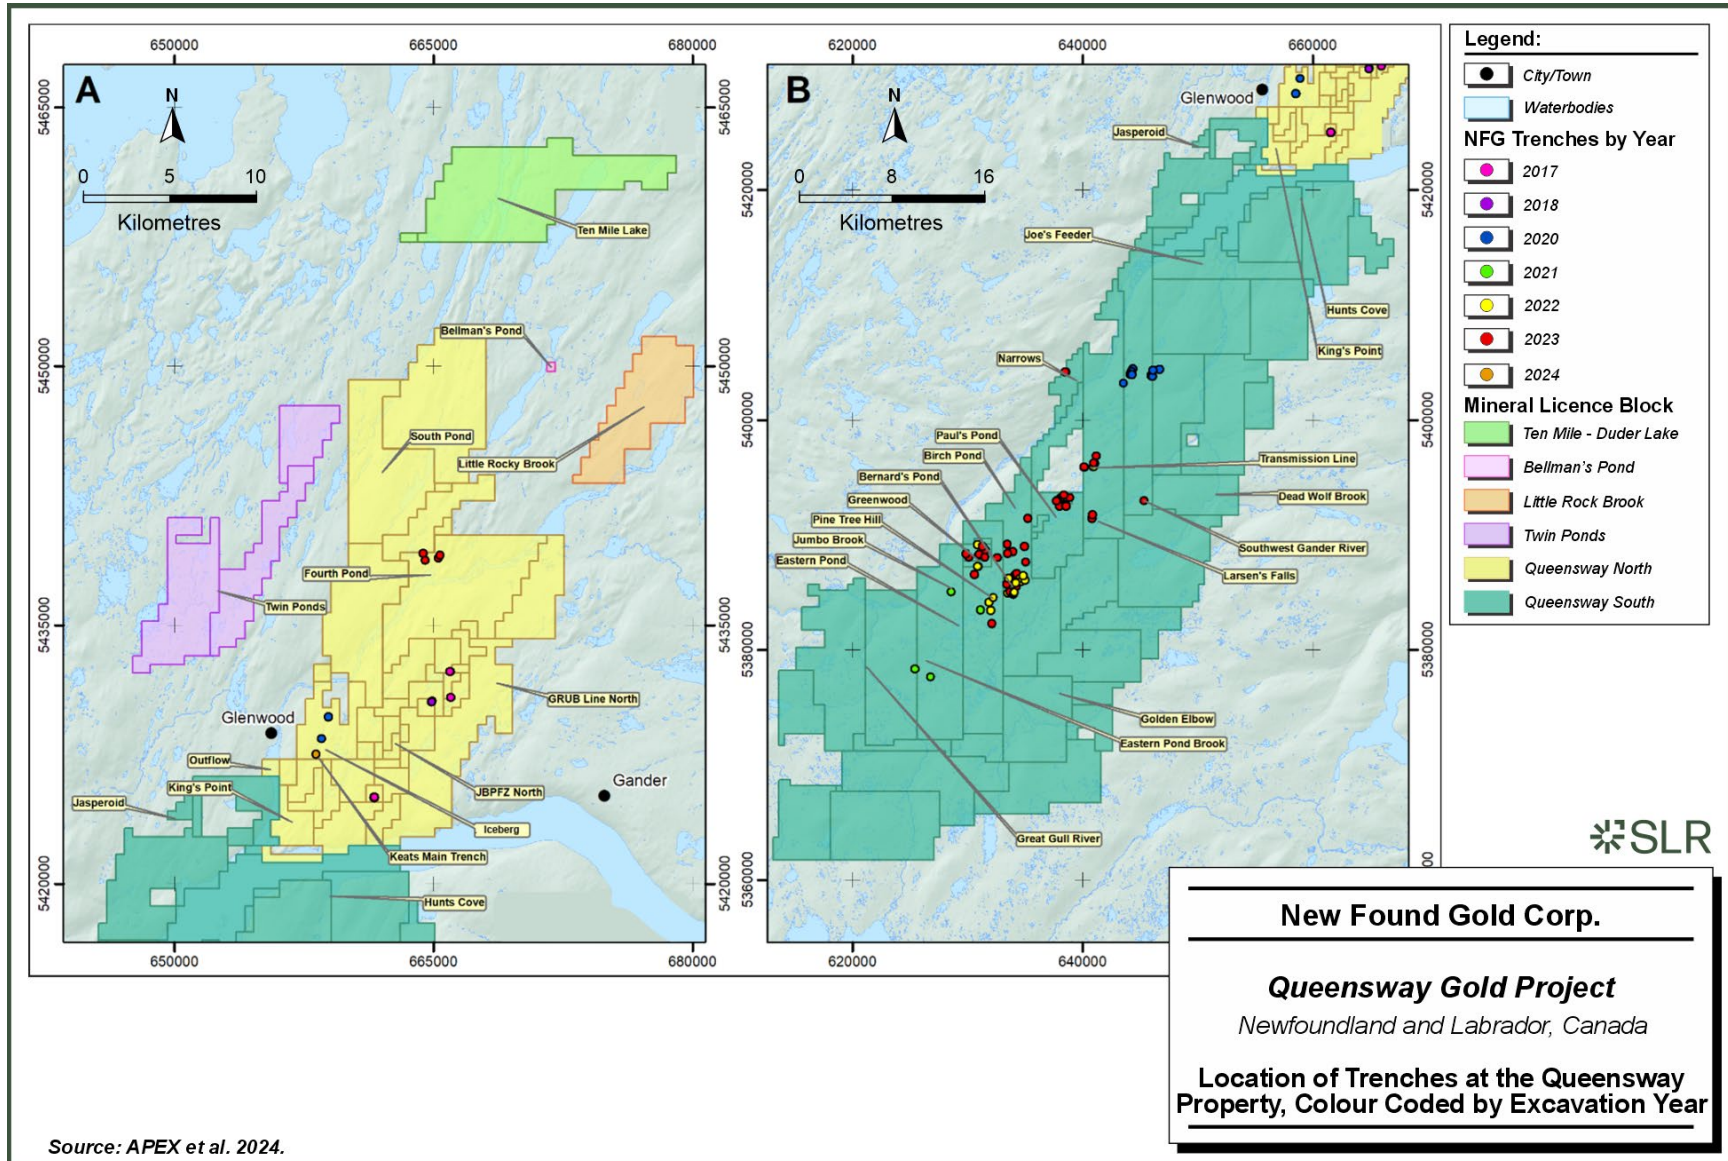 650000
665000
680000
5465000
5465000
A
N
0
5
10
Kilometres
Ten Mile Lake
Bellman's Pond
5450000
5450000
South Pond
Little Rocky Brook
Fourth Pond
Twin Ponds
5435000
5435000
GRUB Line North
Glenwood
Outflow
Gander
King's Point
JBPFZ North
Jasperoid
Iceberg
Keats Main Trench
5420000
5420000
Hunts Cove
650000
665000
680000
620000
640000
660000
B
N
Glenwood
Jasperoid
0
8
16
Kilometres
5420000
5420000
Joe's Feeder
Hunts Cove
King's Point
Narrows
5400000
5400000
Paul's Pond
Birch Pond
Transmission Line
Bernard's Pond
Dead Wolf Brook
Greenwood
Pine Tree Hill
Jumbo Brook
Southwest Gander River
Eastern Pond
Larsen's Falls
5380000
5380000
Golden Elbow
Eastern Pond Brook
Great Gull River
5360000
00
620000
640000
Legend:
City/Town
Waterbodies
NFG Trenches by Year
2017
2018
2020
2021
2022
2023
2024
Mineral Licence Block
Ten Mile - Duder Lake
Bellman's Pond
Little Rock Brook
Twin Ponds
Queensway North
Queensway South
SLR
New Found Gold Corp.
Queensway Gold Project
Newfoundland and Labrador, Canada
Location of Trenches at the Queensway
Property, Colour Coded by Excavation Year
Source: APEX et al. 2024.